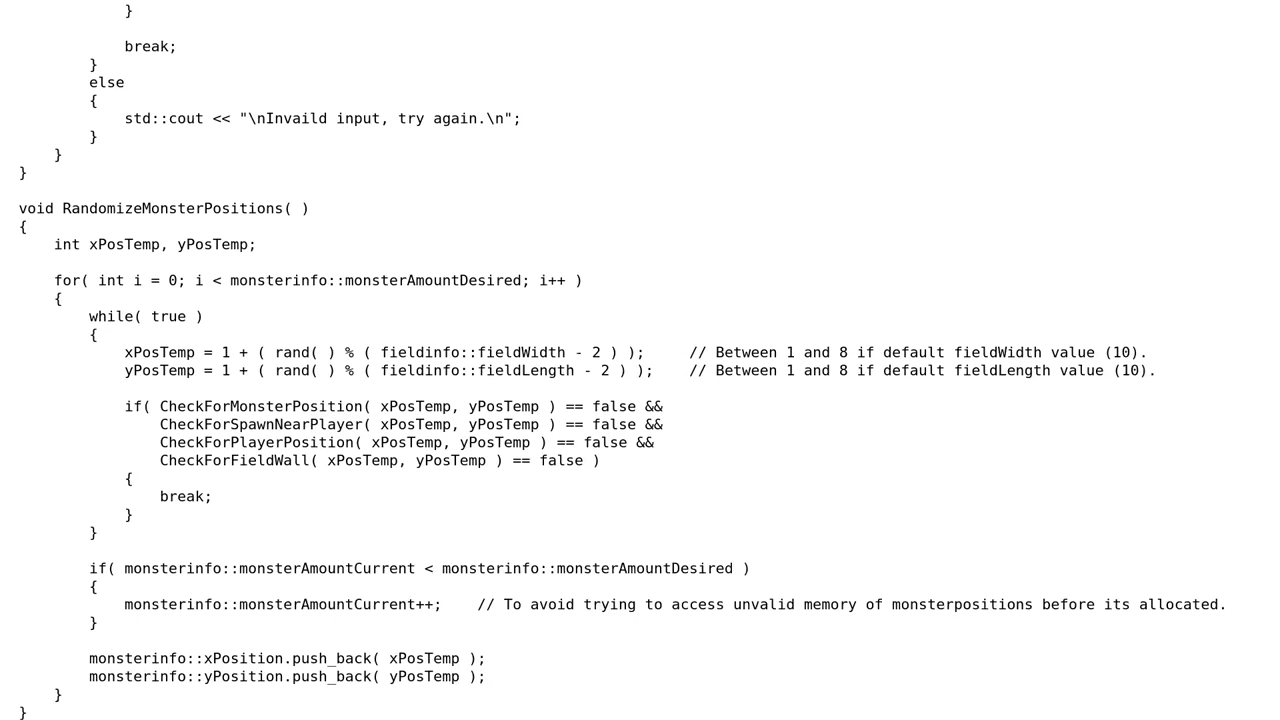 }

            break;
        }
        else
        {
            std::cout << "\nInvaild input, try again.\n";
        }
    }
}

void RandomizeMonsterPositions( )
{
    int xPosTemp, yPosTemp;

    for( int i = 0; i < monsterinfo::monsterAmountDesired; i++ )
    {
        while( true )
        {
            xPosTemp = 1 + ( rand( ) % ( fieldinfo::fieldWidth - 2 ) );     // Between 1 and 8 if default fieldWidth value (10).
            yPosTemp = 1 + ( rand( ) % ( fieldinfo::fieldLength - 2 ) );    // Between 1 and 8 if default fieldLength value (10).

            if( CheckForMonsterPosition( xPosTemp, yPosTemp ) == false &&
                CheckForSpawnNearPlayer( xPosTemp, yPosTemp ) == false &&
                CheckForPlayerPosition( xPosTemp, yPosTemp ) == false &&
                CheckForFieldWall( xPosTemp, yPosTemp ) == false )
            {
                break;
            }
        }

        if( monsterinfo::monsterAmountCurrent < monsterinfo::monsterAmountDesired )
        {
            monsterinfo::monsterAmountCurrent++;    // To avoid trying to access unvalid memory of monsterpositions before its allocated.
        }

        monsterinfo::xPosition.push_back( xPosTemp );
        monsterinfo::yPosition.push_back( yPosTemp );
    }
}